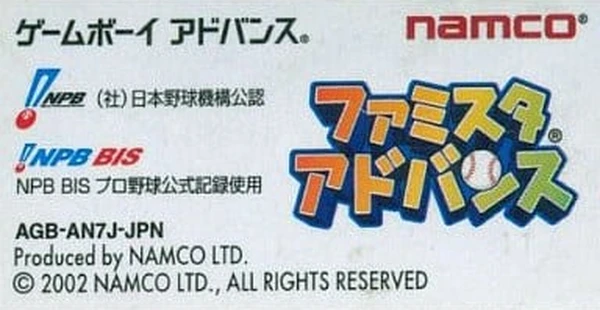 ゲームボーイ アドバンス®
namco®
NPB (社)日本野球機構公認
NPB BIS
NPB BIS プロ野球公式記録使用
ファミスタ®
アドバンス
AGB-AN7J-JPN
Produced by NAMCO LTD.
© 2002 NAMCO LTD., ALL RIGHTS RESERVED